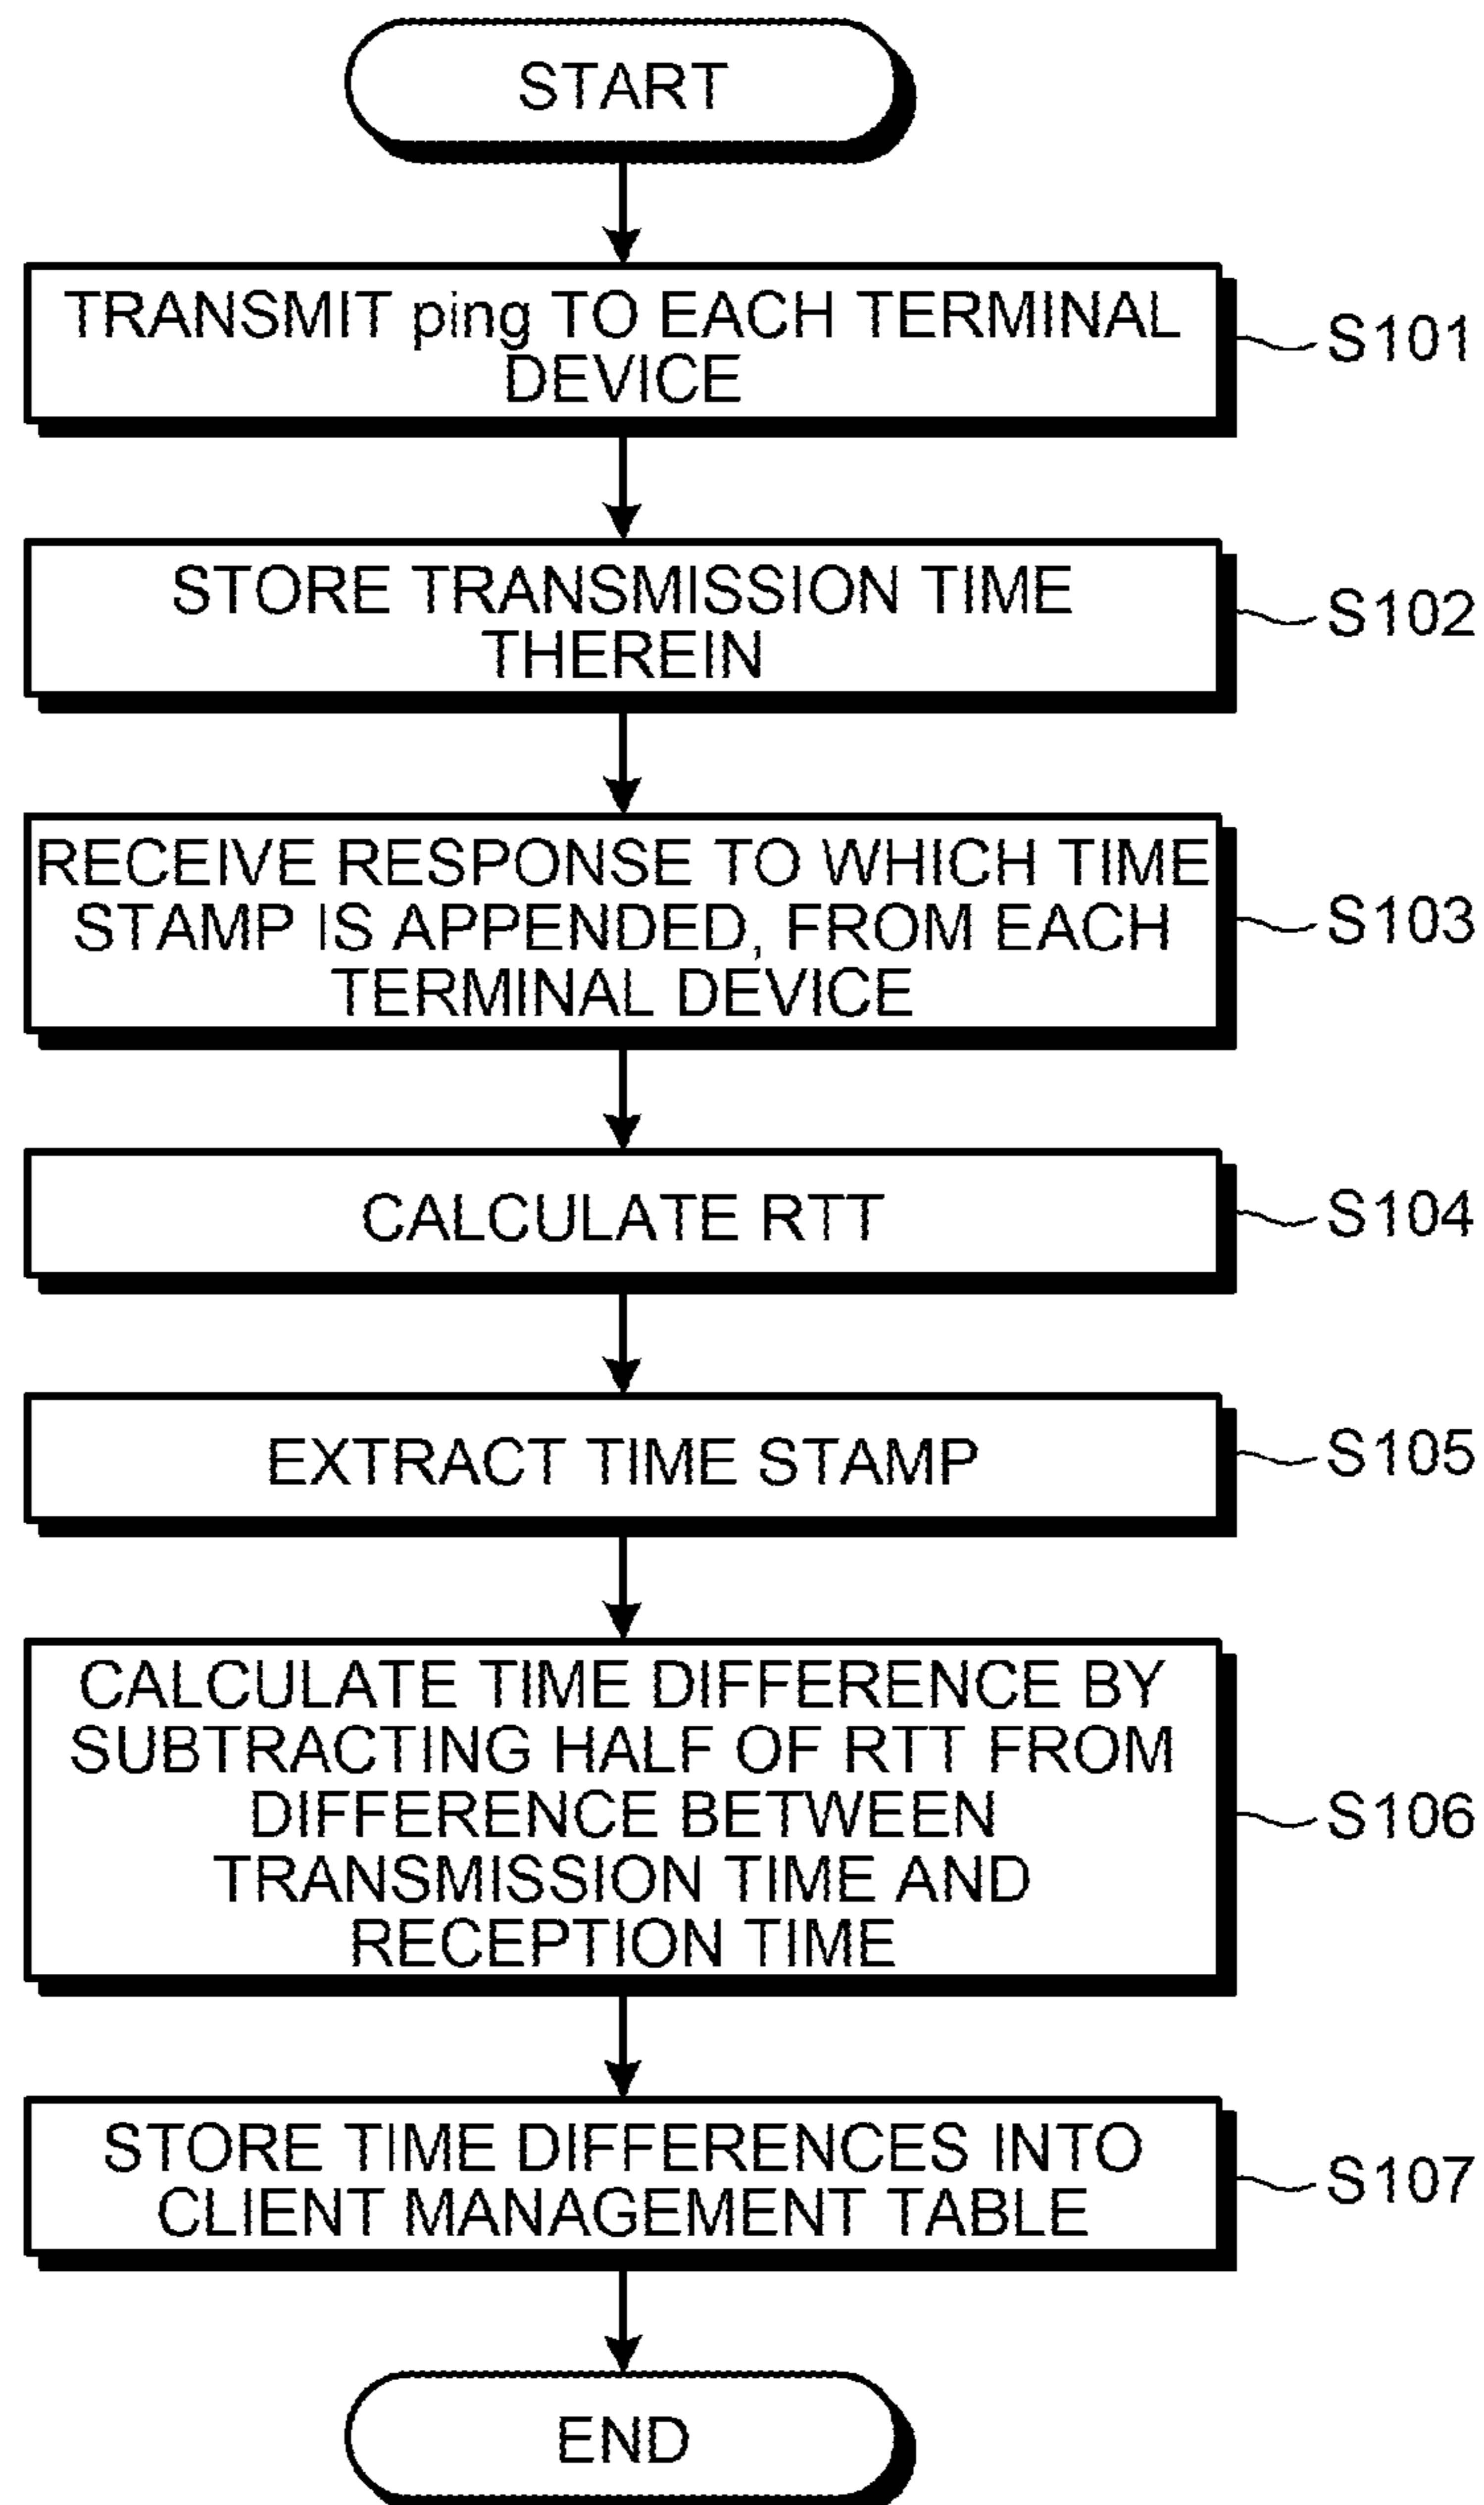 START
TRANSMIT ping TO EACH TERMINAL
DEVICE
S101
STORE TRANSMISSION TIME
THEREIN
S102
RECEIVE RESPONSE TO WHICH TIME
STAMP IS APPENDED, FROM EACH
TERMINAL DEVICE
S103
CALCULATE RTT
S104
EXTRACT TIME STAMP
S105
CALCULATE TIME DIFFERENCE BY
SUBTRACTING HALF OF RTT FROM
DIFFERENCE BETWEEN
TRANSMISSION TIME AND
RECEPTION TIME
S106
STORE TIME DIFFERENCES INTO
CLIENT MANAGEMENT TABLE
S107
END